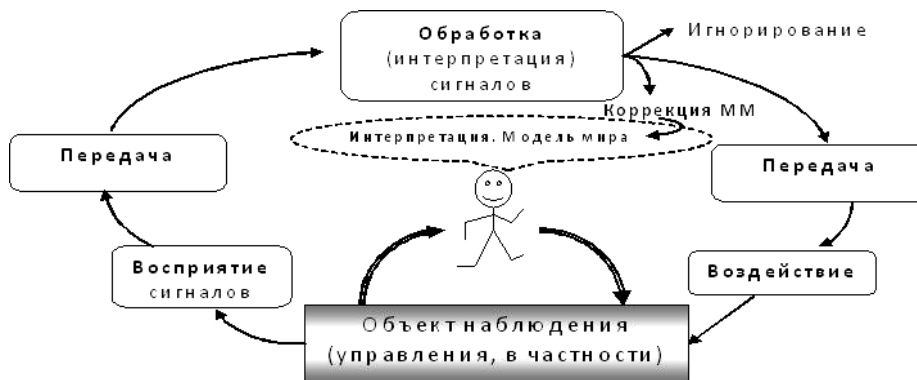 Обработка
(интерпретация)
сигналов
Игнорирование
Коррекция ММ
Интерпретация. Модель мира
Передача
Передача
Восприятие
сигналов
Воздействие
Объект наблюдения
(управления, в частности)